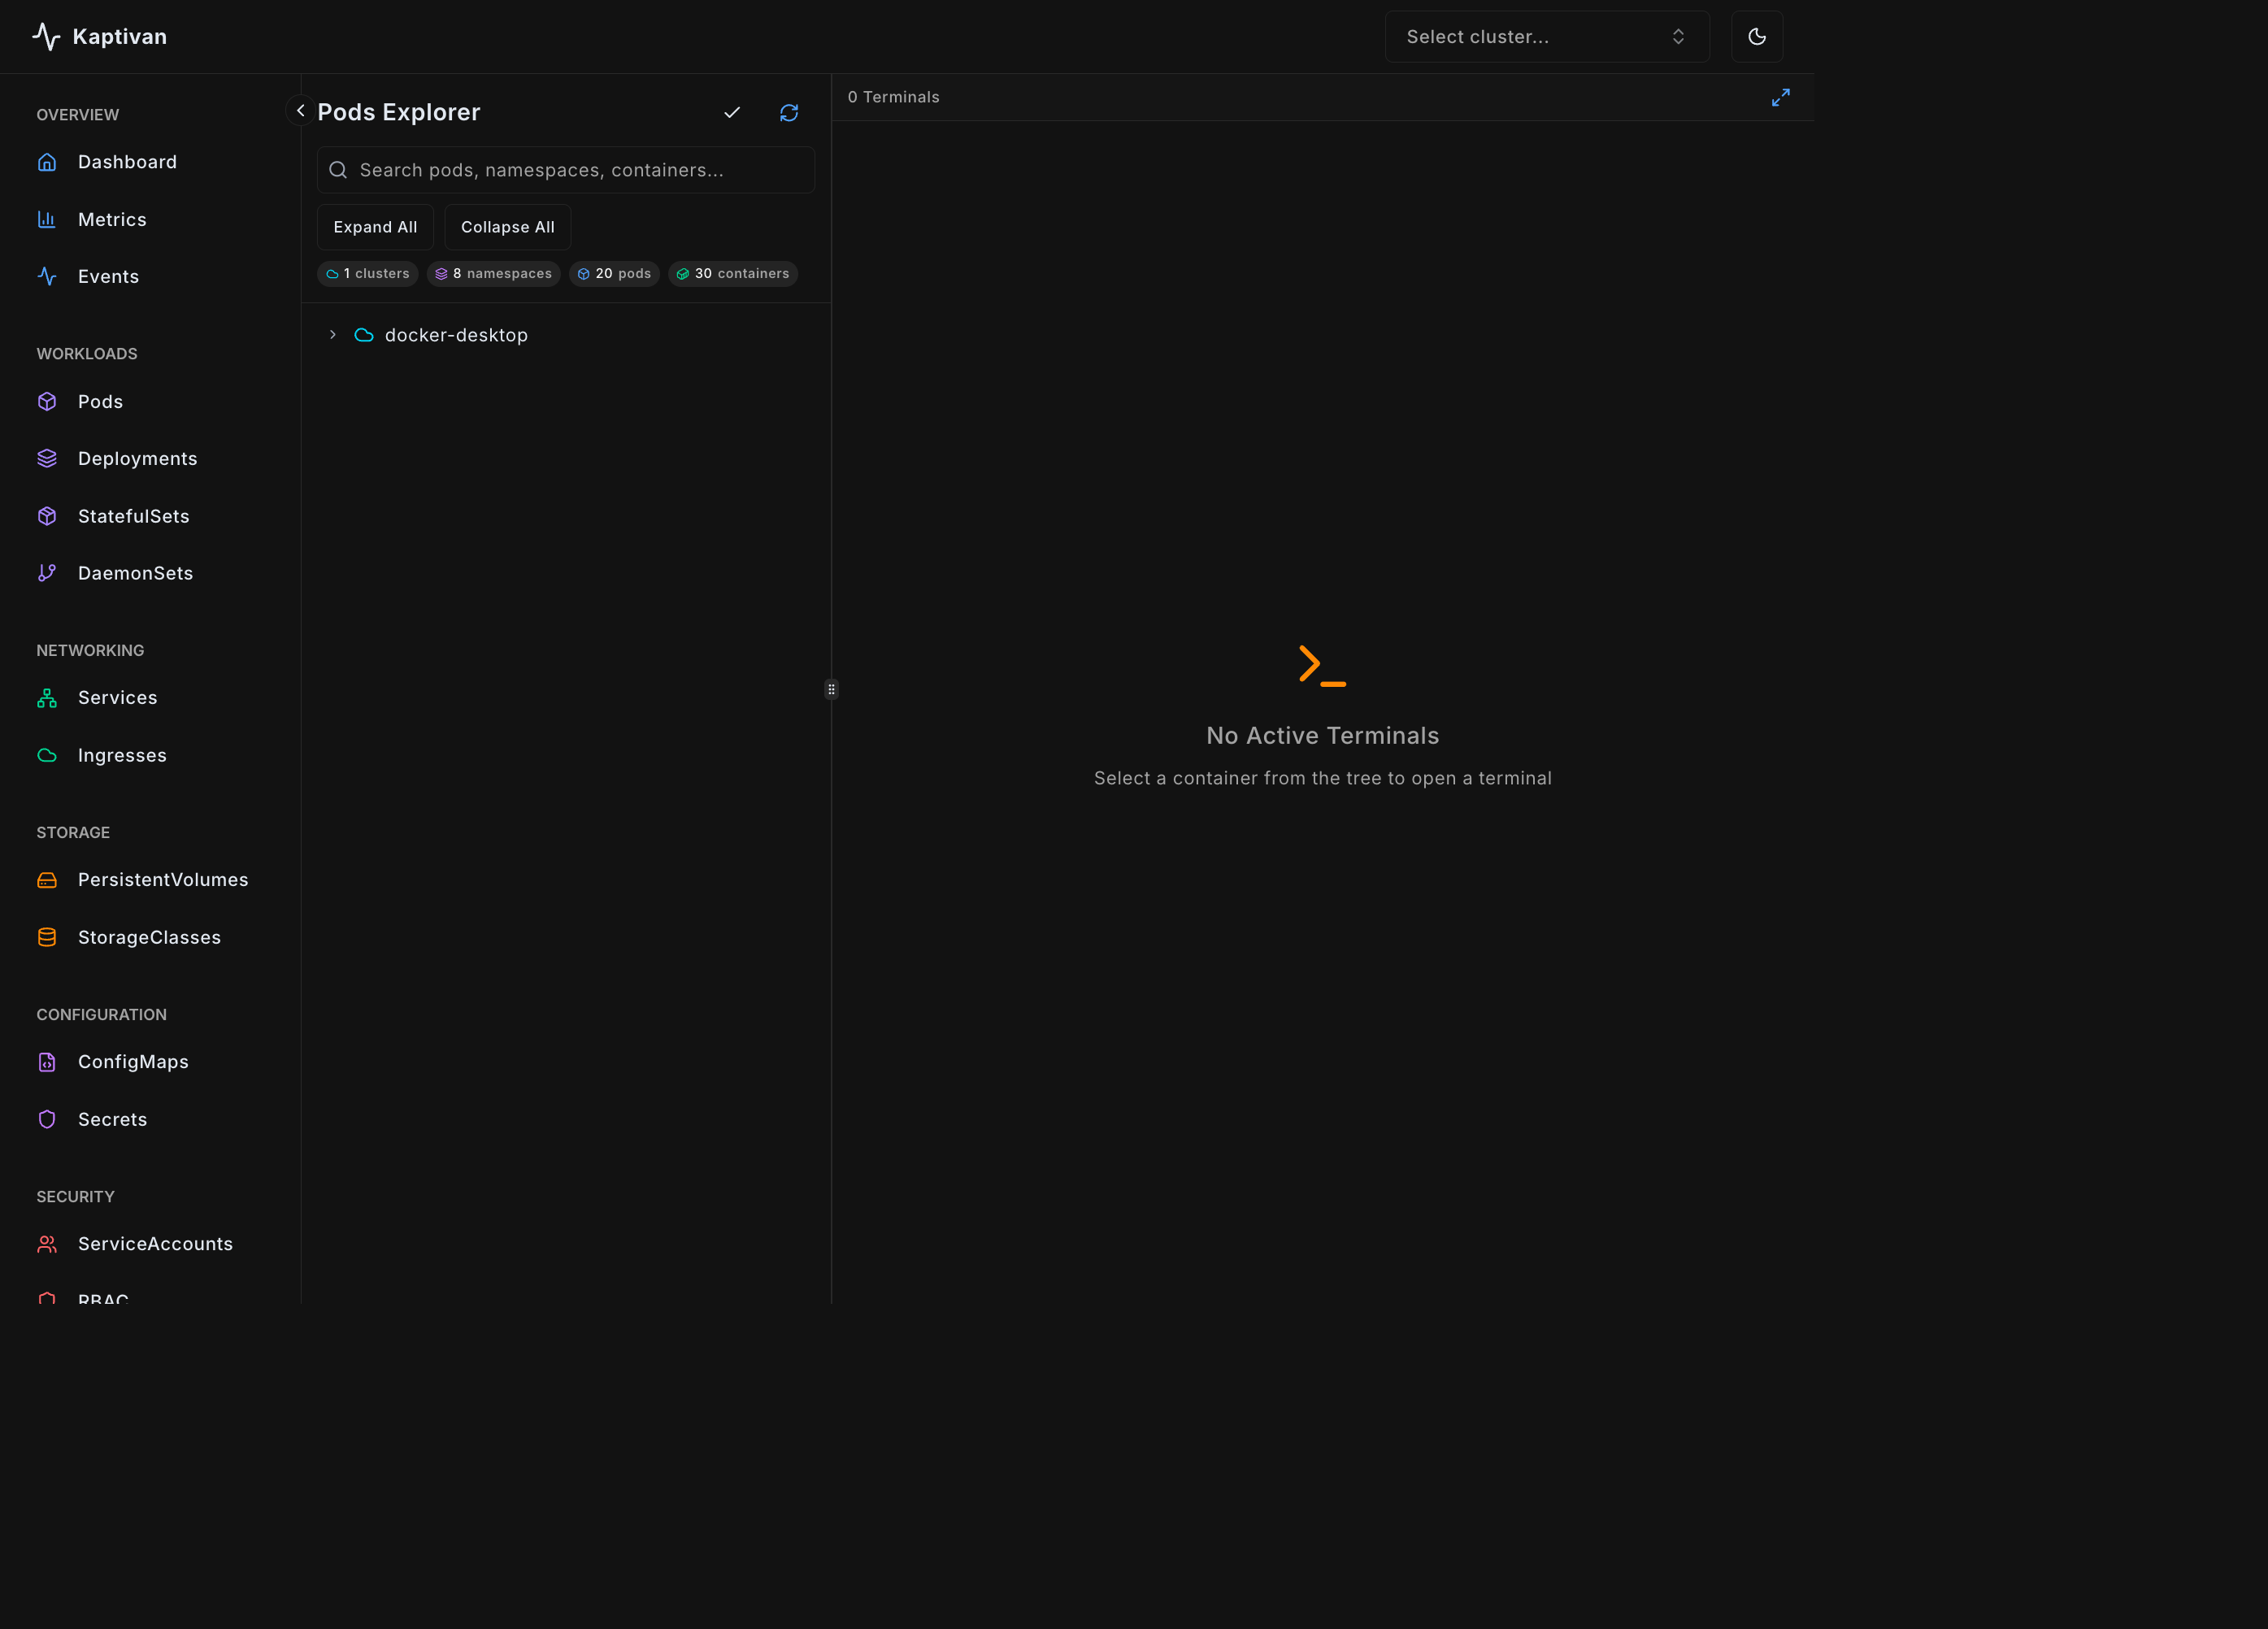 Kaptivan
Select cluster...
OVERVIEW
Dashboard
Metrics
Events
WORKLOADS
Pods
Deployments
StatefulSets
DaemonSets
NETWORKING
Services
Ingresses
STORAGE
PersistentVolumes
StorageClasses
CONFIGURATION
ConfigMaps
Secrets
SECURITY
ServiceAccounts
RBAC
Pods Explorer
Search pods, namespaces, containers...
Expand All
Collapse All
1 clusters
8 namespaces
20 pods
30 containers
docker-desktop
0 Terminals
No Active Terminals
Select a container from the tree to open a terminal